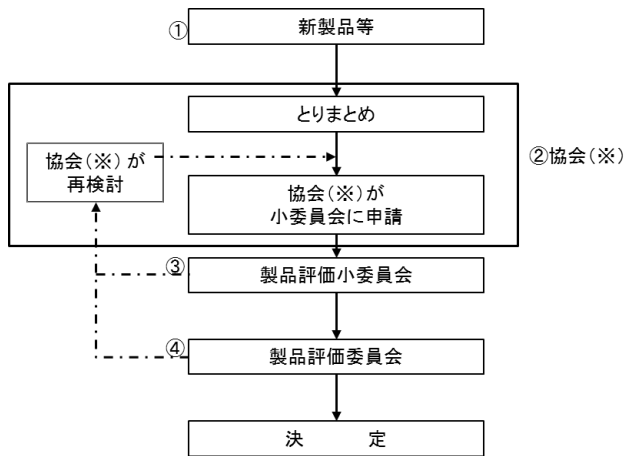 ① 新製品等
とりまとめ
②協会(※)
協会(※)が
再検討
協会(※)が
小委員会に申請
③ 製品評価小委員会
④ 製品評価委員会
決　　　定